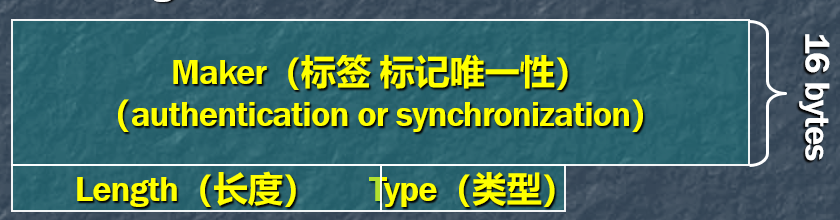 Maker（标签 标记唯一性）
（authentication or synchronization）
16 bytes
Length（长度）
Type（类型）